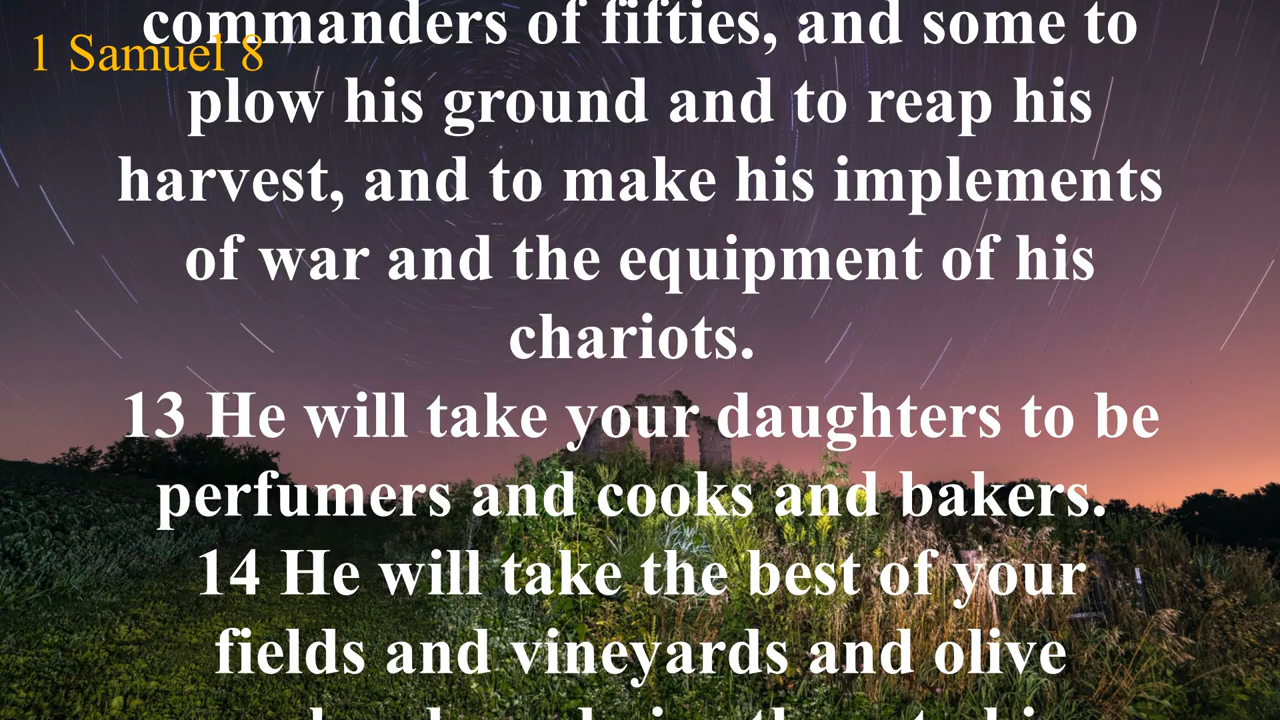 commanders of fifties, and some to
1 Samuel 8
plow his ground and to reap his
harvest, and to make his implements
of war and the equipment of his
chariots.
13 He will take your daughters to be
perfumers and cooks and bakers.
14 He will take the best of your
fields and vineyards and olive